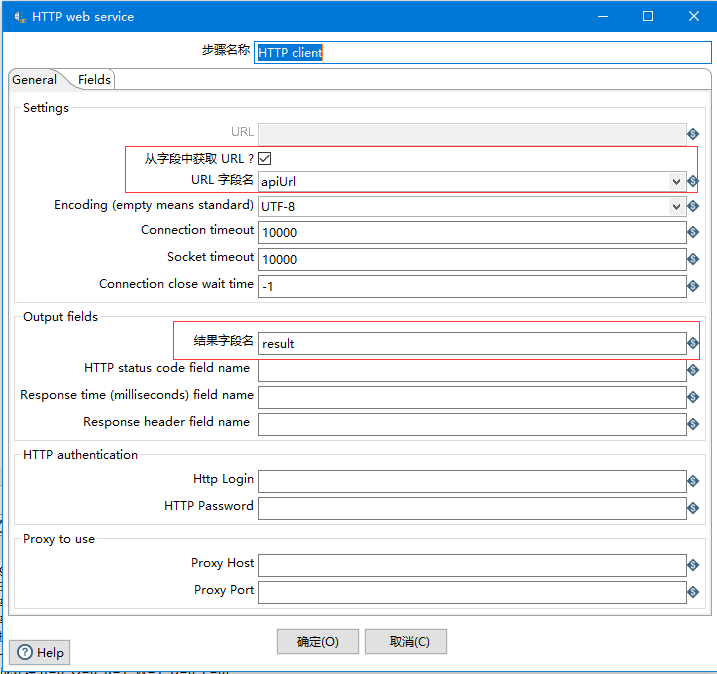 HTTP web service
步骤名称 HTTP client
General Fields
Settings
URL
从字段中获取 URL ?
URL 字段名 apiUrl
Encoding (empty means standard) UTF-8
Connection timeout 10000
Socket timeout 10000
Connection close wait time -1
Output fields
结果字段名 result
HTTP status code field name
Response time (milliseconds) field name
Response header field name
HTTP authentication
Http Login
HTTP Password
Proxy to use
Proxy Host
Proxy Port
确定(O) 取消(C)
Help